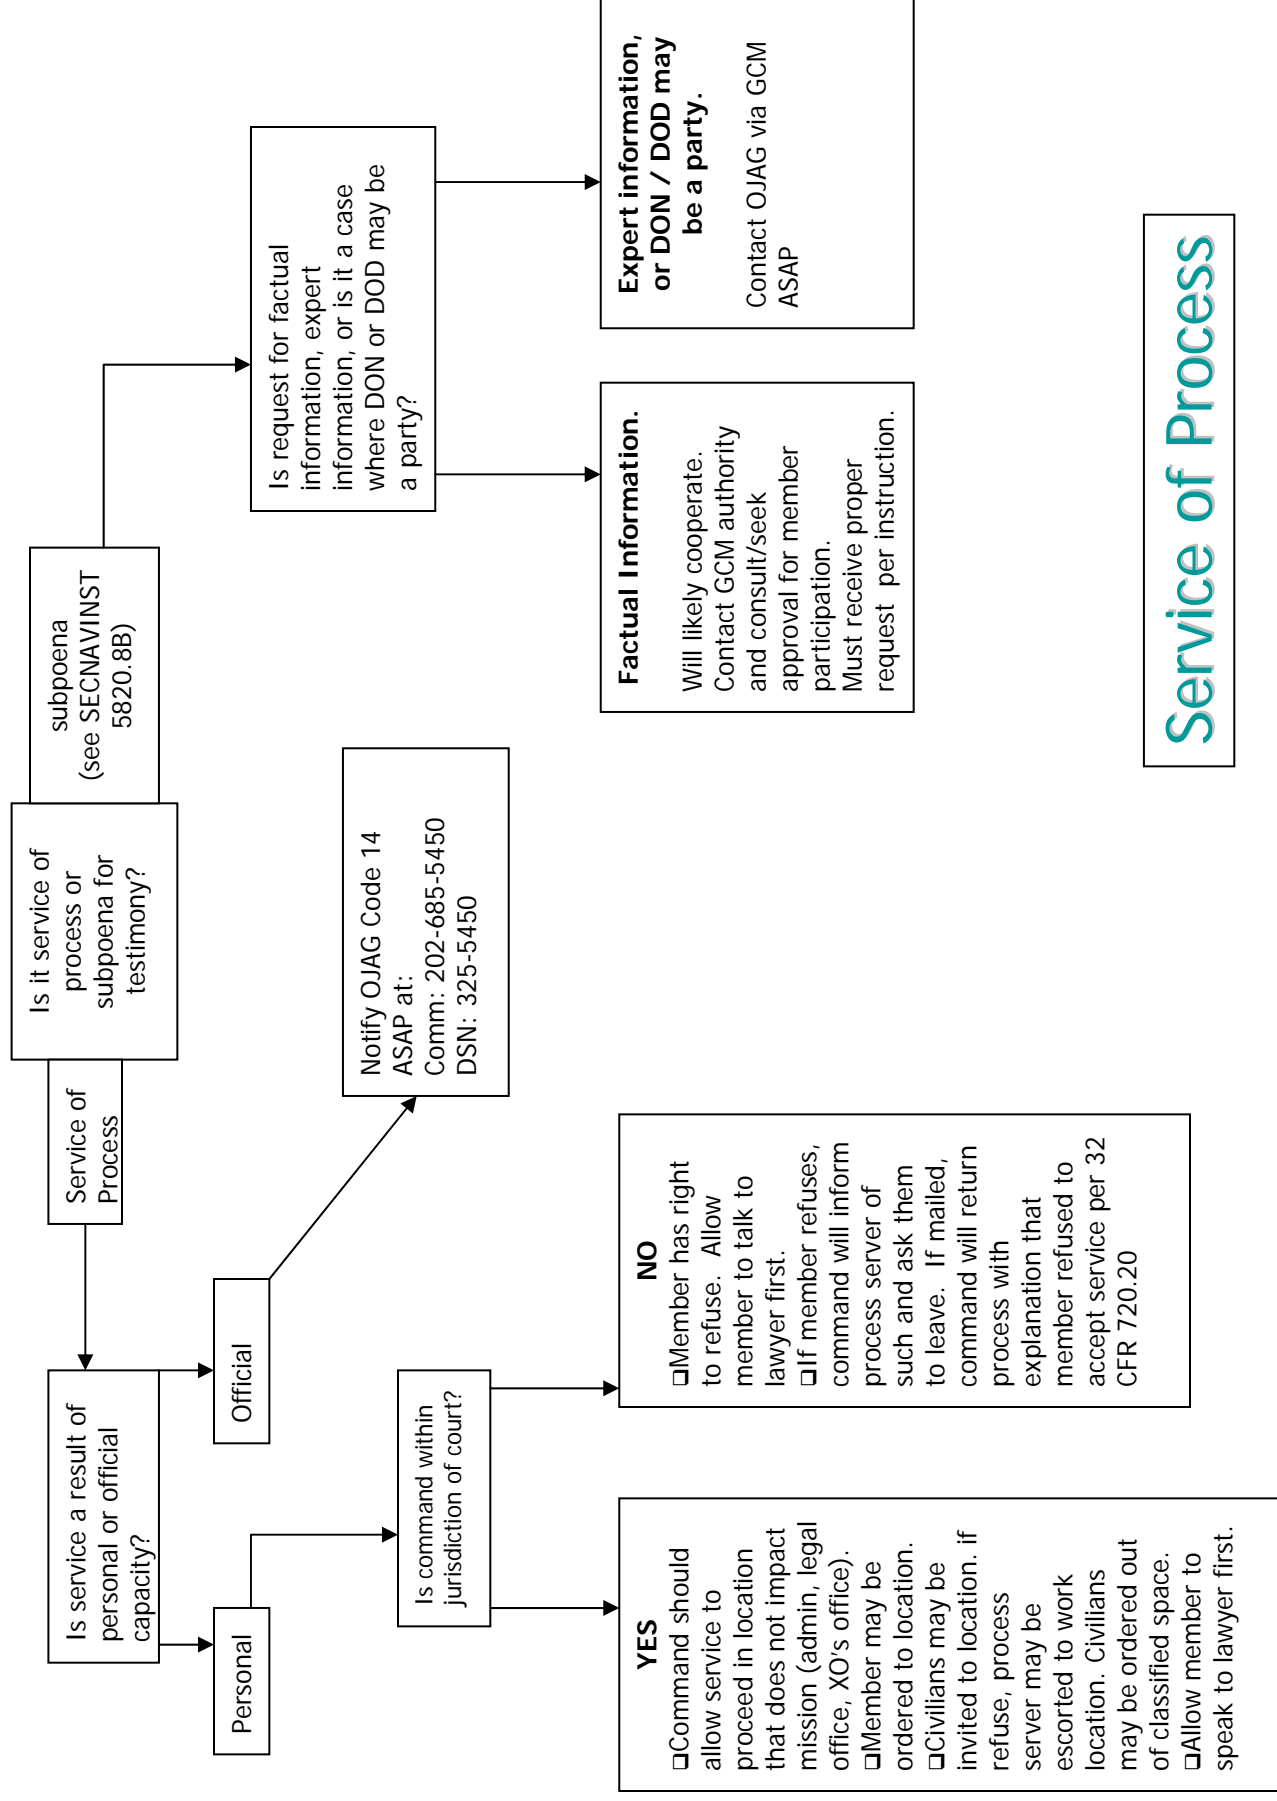 Is it service of
process or
subpoena for
testimony?
Service of
Process
subpoena
(see SECNAVINST
5820.8B)
Is service a result of
personal or official
capacity?
Personal
Official
Notify OJAG Code 14
ASAP at:
Comm: 202-685-5450
DSN: 325-5450
Is request for factual
information, expert
information, or is it a case
where DON or DOD may be
a party?
Is command within
jurisdiction of court?
YES
❑Command should
allow service to
proceed in location
that does not impact
mission (admin, legal
office, XO's office).
❑Member may be
ordered to location.
❑Civilians may be
invited to location. if
refuse, process
server may be
escorted to work
location. Civilians
may be ordered out
of classified space.
❑Allow member to
speak to lawyer first.
NO
❑Member has right
to refuse. Allow
member to talk to
lawyer first.
❑If member refuses,
command will inform
process server of
such and ask them
to leave. If mailed,
command will return
process with
explanation that
member refused to
accept service per 32
CFR 720.20
Factual Information.
Will likely cooperate.
Contact GCM authority
and consult/seek
approval for member
participation.
Must receive proper
request per instruction.
Expert information,
or DON / DOD may
be a party.
Contact OJAG via GCM
ASAP
Service of Process